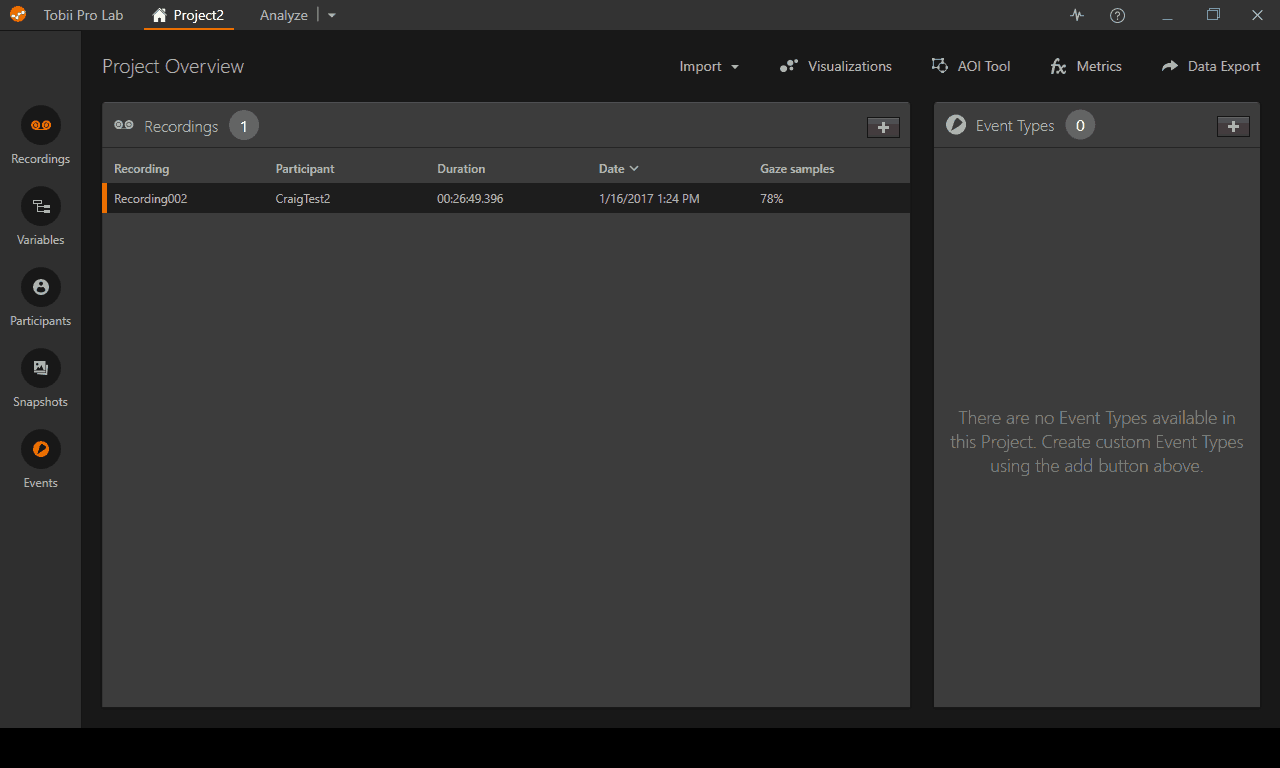 Tobii Pro Lab Project2 Analyze
Project Overview Import Visualizations AOI Tool fx Metrics Data Export
Recordings
Variables
Participants
Snapshots
Events
Recordings 1
Recording Participant Duration Date Gaze samples
Recording002 CraigTest2 00:26:49.396 1/16/2017 1:24 PM 78%
Event Types 0
There are no Event Types available in
this Project. Create custom Event Types
using the add button above.